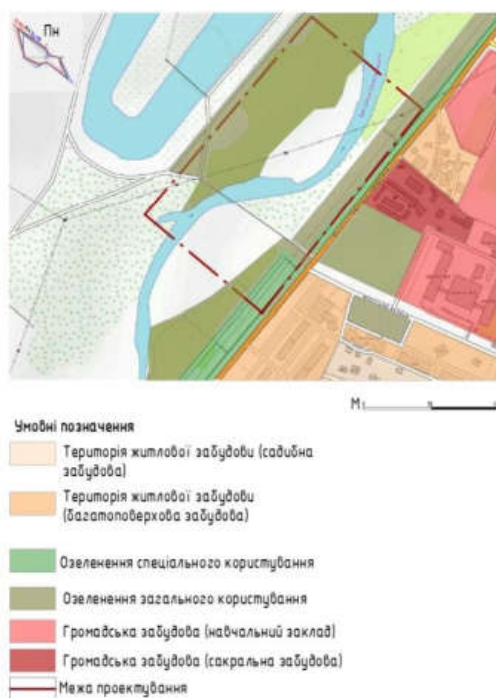 Пн
М
Умовні позначення
Територія житлової забудови (садибна
забудова)
Територія житлової забудови
(багатоповерхова забудова)
Озеленення спеціального користування
Озеленення загального користування
Громадська забудова (навчальний заклад)
Громадська забудова (сакральна забудова)
Межа проектування